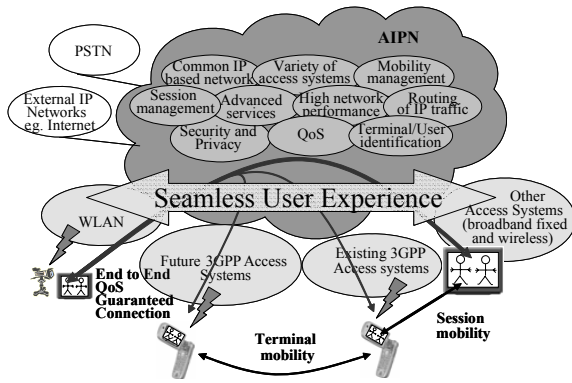 AIPN
PSTN
Common IP
based network
Variety of
access systems
Mobility
management
External IP
Networks
eg. Internet
Session
management
Advanced
services
High network
performance
Routing
of IP traffic
Security and
Privacy
QoS
Terminal/User
identification
Seamless User Experience
WLAN
Other
Access Systems
(broadband fixed
and wireless)
Future 3GPP Access
Systems
Existing 3GPP
Access systems
End to End
QoS
Guaranteed
Connection
Terminal
mobility
Session
mobility